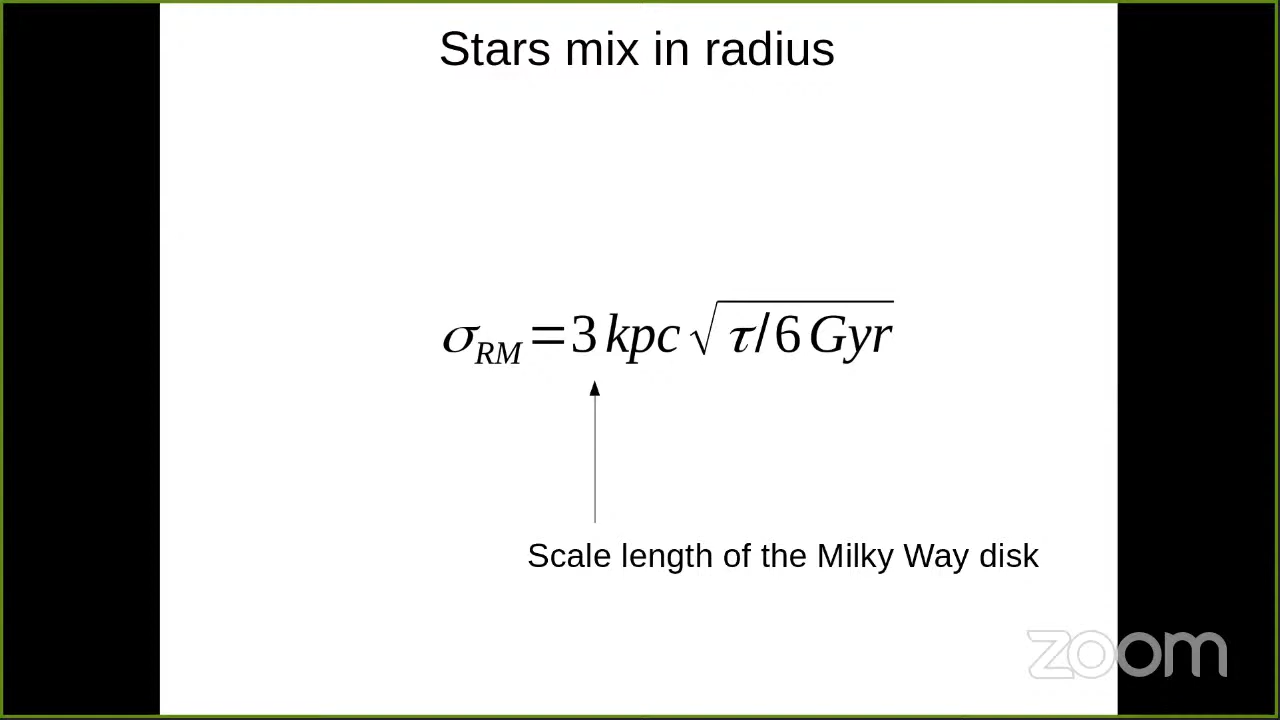 Stars mix in radius
σ_RM = 3 kpc √(τ/6 Gyr)
Scale length of the Milky Way disk
zoom